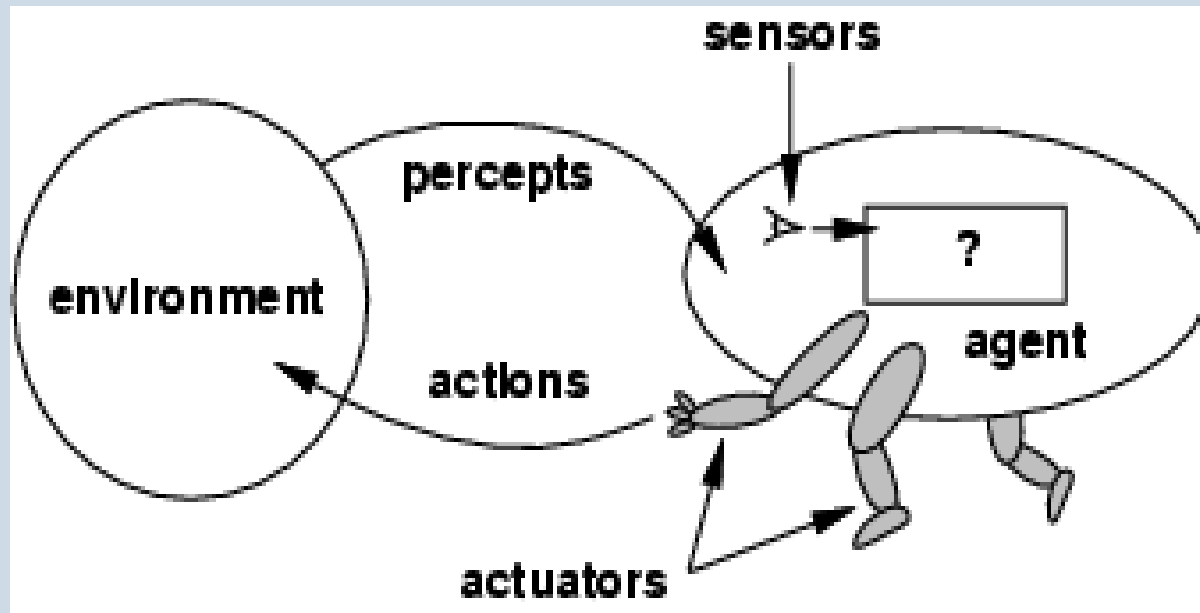 sensors
percepts
?
environment
agent
actions
actuators